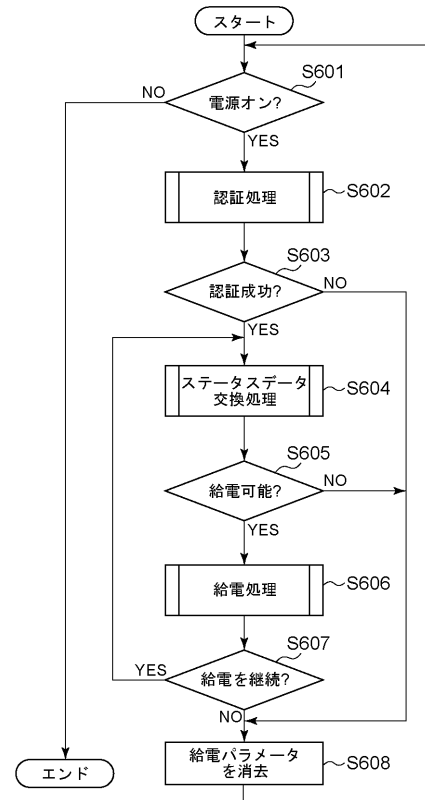 スタート
S601
電源オン?
NO
YES
S602
認証処理
S603
認証成功?
NO
YES
ステータスデータ
交換処理
S604
S605
給電可能?
NO
YES
給電処理
S606
S607
給電を継続?
YES
NO
給電パラメータ
を消去
S608
エンド